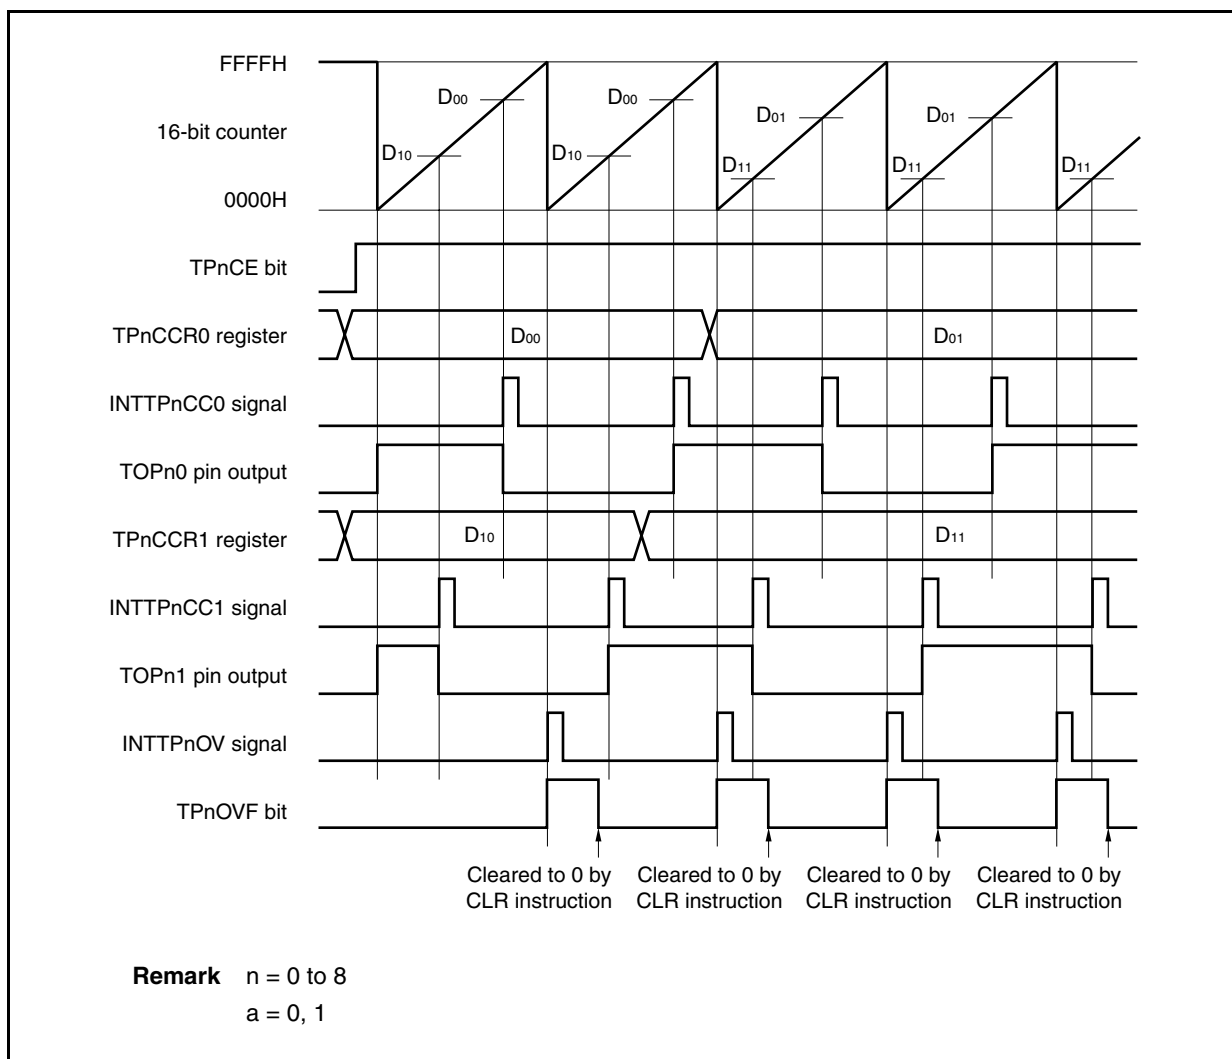 FFFFH
D00
D00
D01
D01
16-bit counter
D10
D10
D11
D11
D11
0000H
TPnCE bit
TPnCCR0 register
D00
D01
INTTPnCC0 signal
TOPn0 pin output
TPnCCR1 register
D10
D11
INTTPnCC1 signal
TOPn1 pin output
INTTPnOV signal
TPnOVF bit
Cleared to 0 by
CLR instruction
Cleared to 0 by
CLR instruction
Cleared to 0 by
CLR instruction
Cleared to 0 by
CLR instruction
Remark n = 0 to 8
a = 0, 1